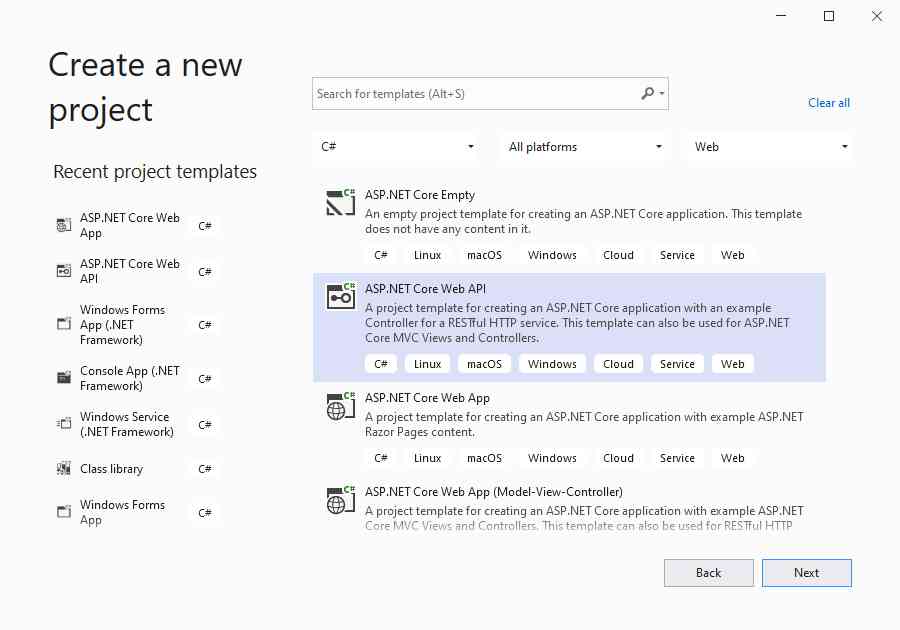 Create a new
project
Recent project templates
ASP.NET Core Web
App
C#
ASP.NET Core Web
API
C#
Windows Forms
App (.NET
Framework)
C#
Console App (.NET
Framework)
C#
Windows Service
(.NET Framework)
C#
Class library
C#
Windows Forms
App
C#
Search for templates (Alt+S)
Clear all
C#
All platforms
Web
C#
ASP.NET Core Empty
An empty project template for creating an ASP.NET Core application. This template
does not have any content in it.
C# Linux macOS Windows Cloud Service Web
C#
ASP.NET Core Web API
A project template for creating an ASP.NET Core application with an example
Controller for a RESTful HTTP service. This template can also be used for ASP.NET
Core MVC Views and Controllers.
C# Linux macOS Windows Cloud Service Web
C#
ASP.NET Core Web App
A project template for creating an ASP.NET Core application with example ASP.NET
Razor Pages content.
C# Linux macOS Windows Cloud Service Web
C#
ASP.NET Core Web App (Model-View-Controller)
A project template for creating an ASP.NET Core application with example ASP.NET
Core MVC Views and Controllers. This template can also be used for RESTful HTTP
Back
Next